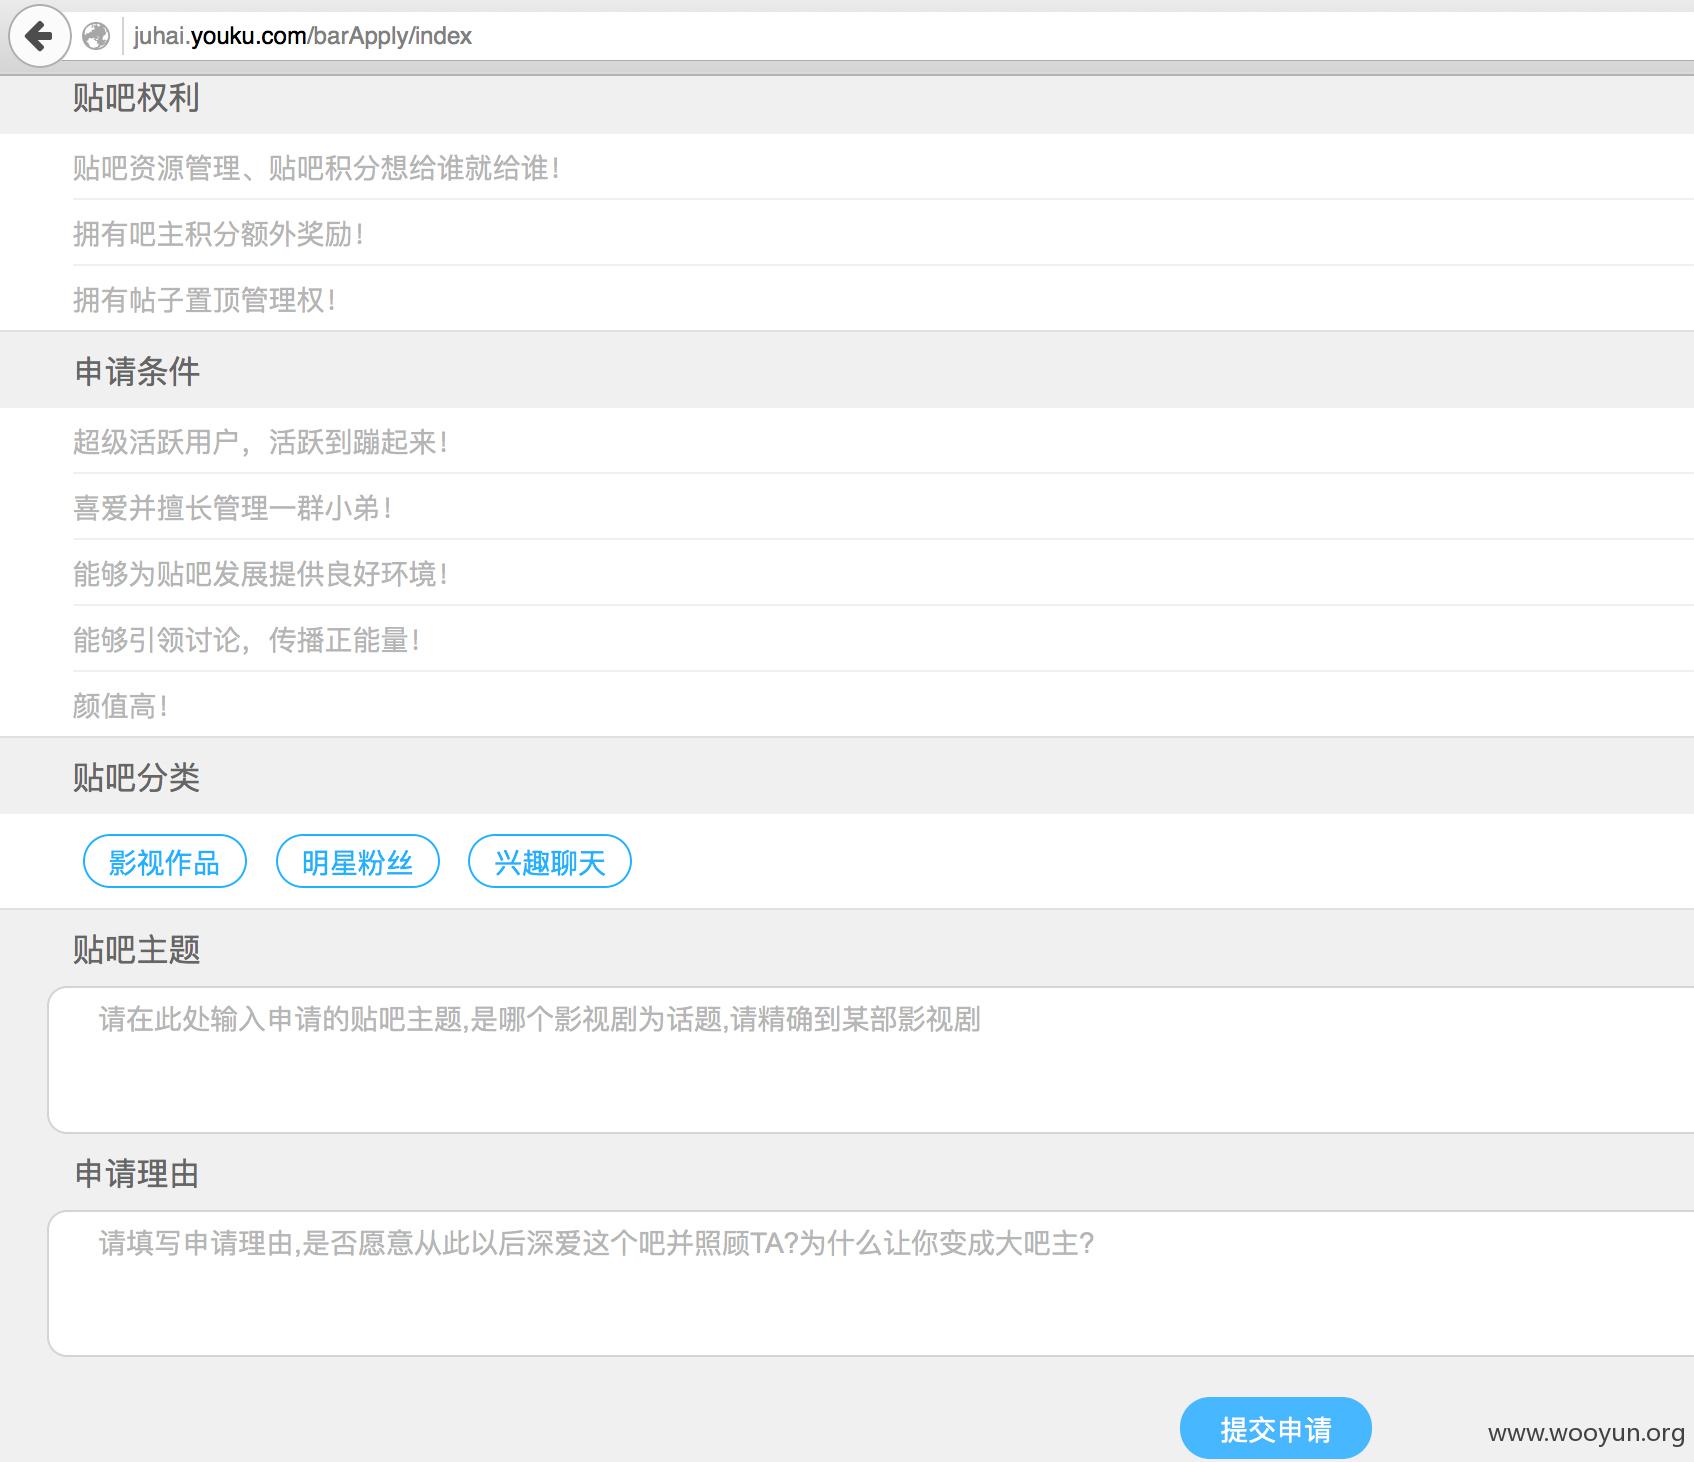 juhai.youku.com/barApply/index
贴吧权利
贴吧资源管理、贴吧积分想给谁就给谁!
拥有吧主积分额外奖励!
拥有帖子置顶管理权!
申请条件
超级活跃用户，活跃到蹦起来!
喜爱并擅长管理一群小弟!
能够为贴吧发展提供良好环境!
能够引领讨论，传播正能量!
颜值高!
贴吧分类
影视作品 明星粉丝 兴趣聊天
贴吧主题
请在此处输入申请的贴吧主题,是哪个影视剧为话题,请精确到某部影视剧
申请理由
请填写申请理由,是否愿意从此以后深爱这个吧并照顾TA?为什么让你变成大吧主?
提交申请
www.wooyun.org